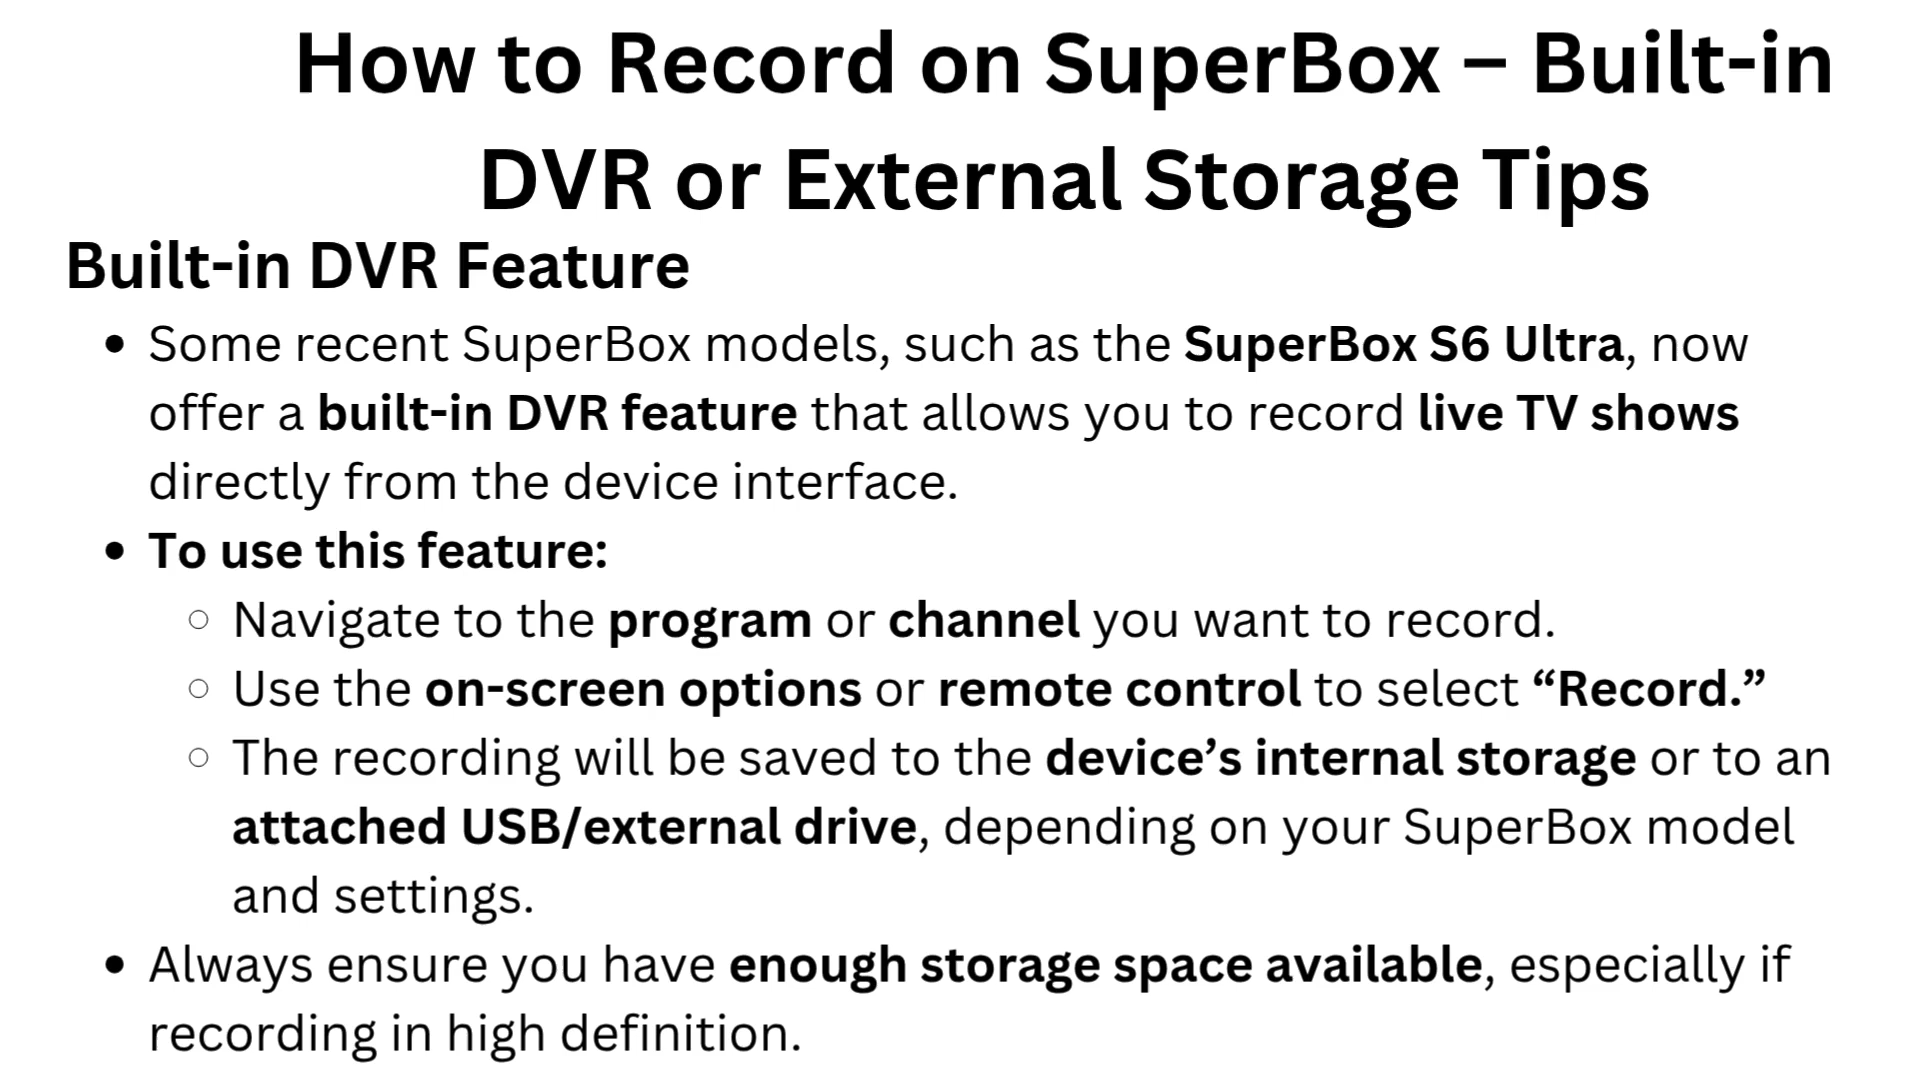 How to Record on SuperBox – Built-in
DVR or External Storage Tips
Built-in DVR Feature
• Some recent SuperBox models, such as the SuperBox S6 Ultra, now
offer a built-in DVR feature that allows you to record live TV shows
directly from the device interface.
• To use this feature:
○ Navigate to the program or channel you want to record.
○ Use the on-screen options or remote control to select “Record.”
○ The recording will be saved to the device’s internal storage or to an
attached USB/external drive, depending on your SuperBox model
and settings.
• Always ensure you have enough storage space available, especially if
recording in high definition.